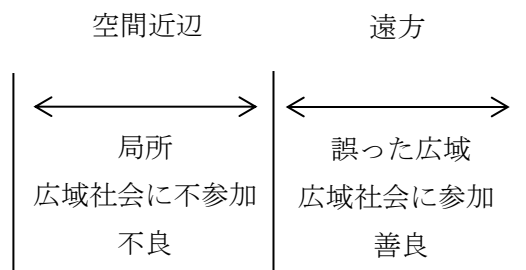 空間近辺
遠方
局所
誤った広域
広域社会に不参加
広域社会に参加
不良
善良